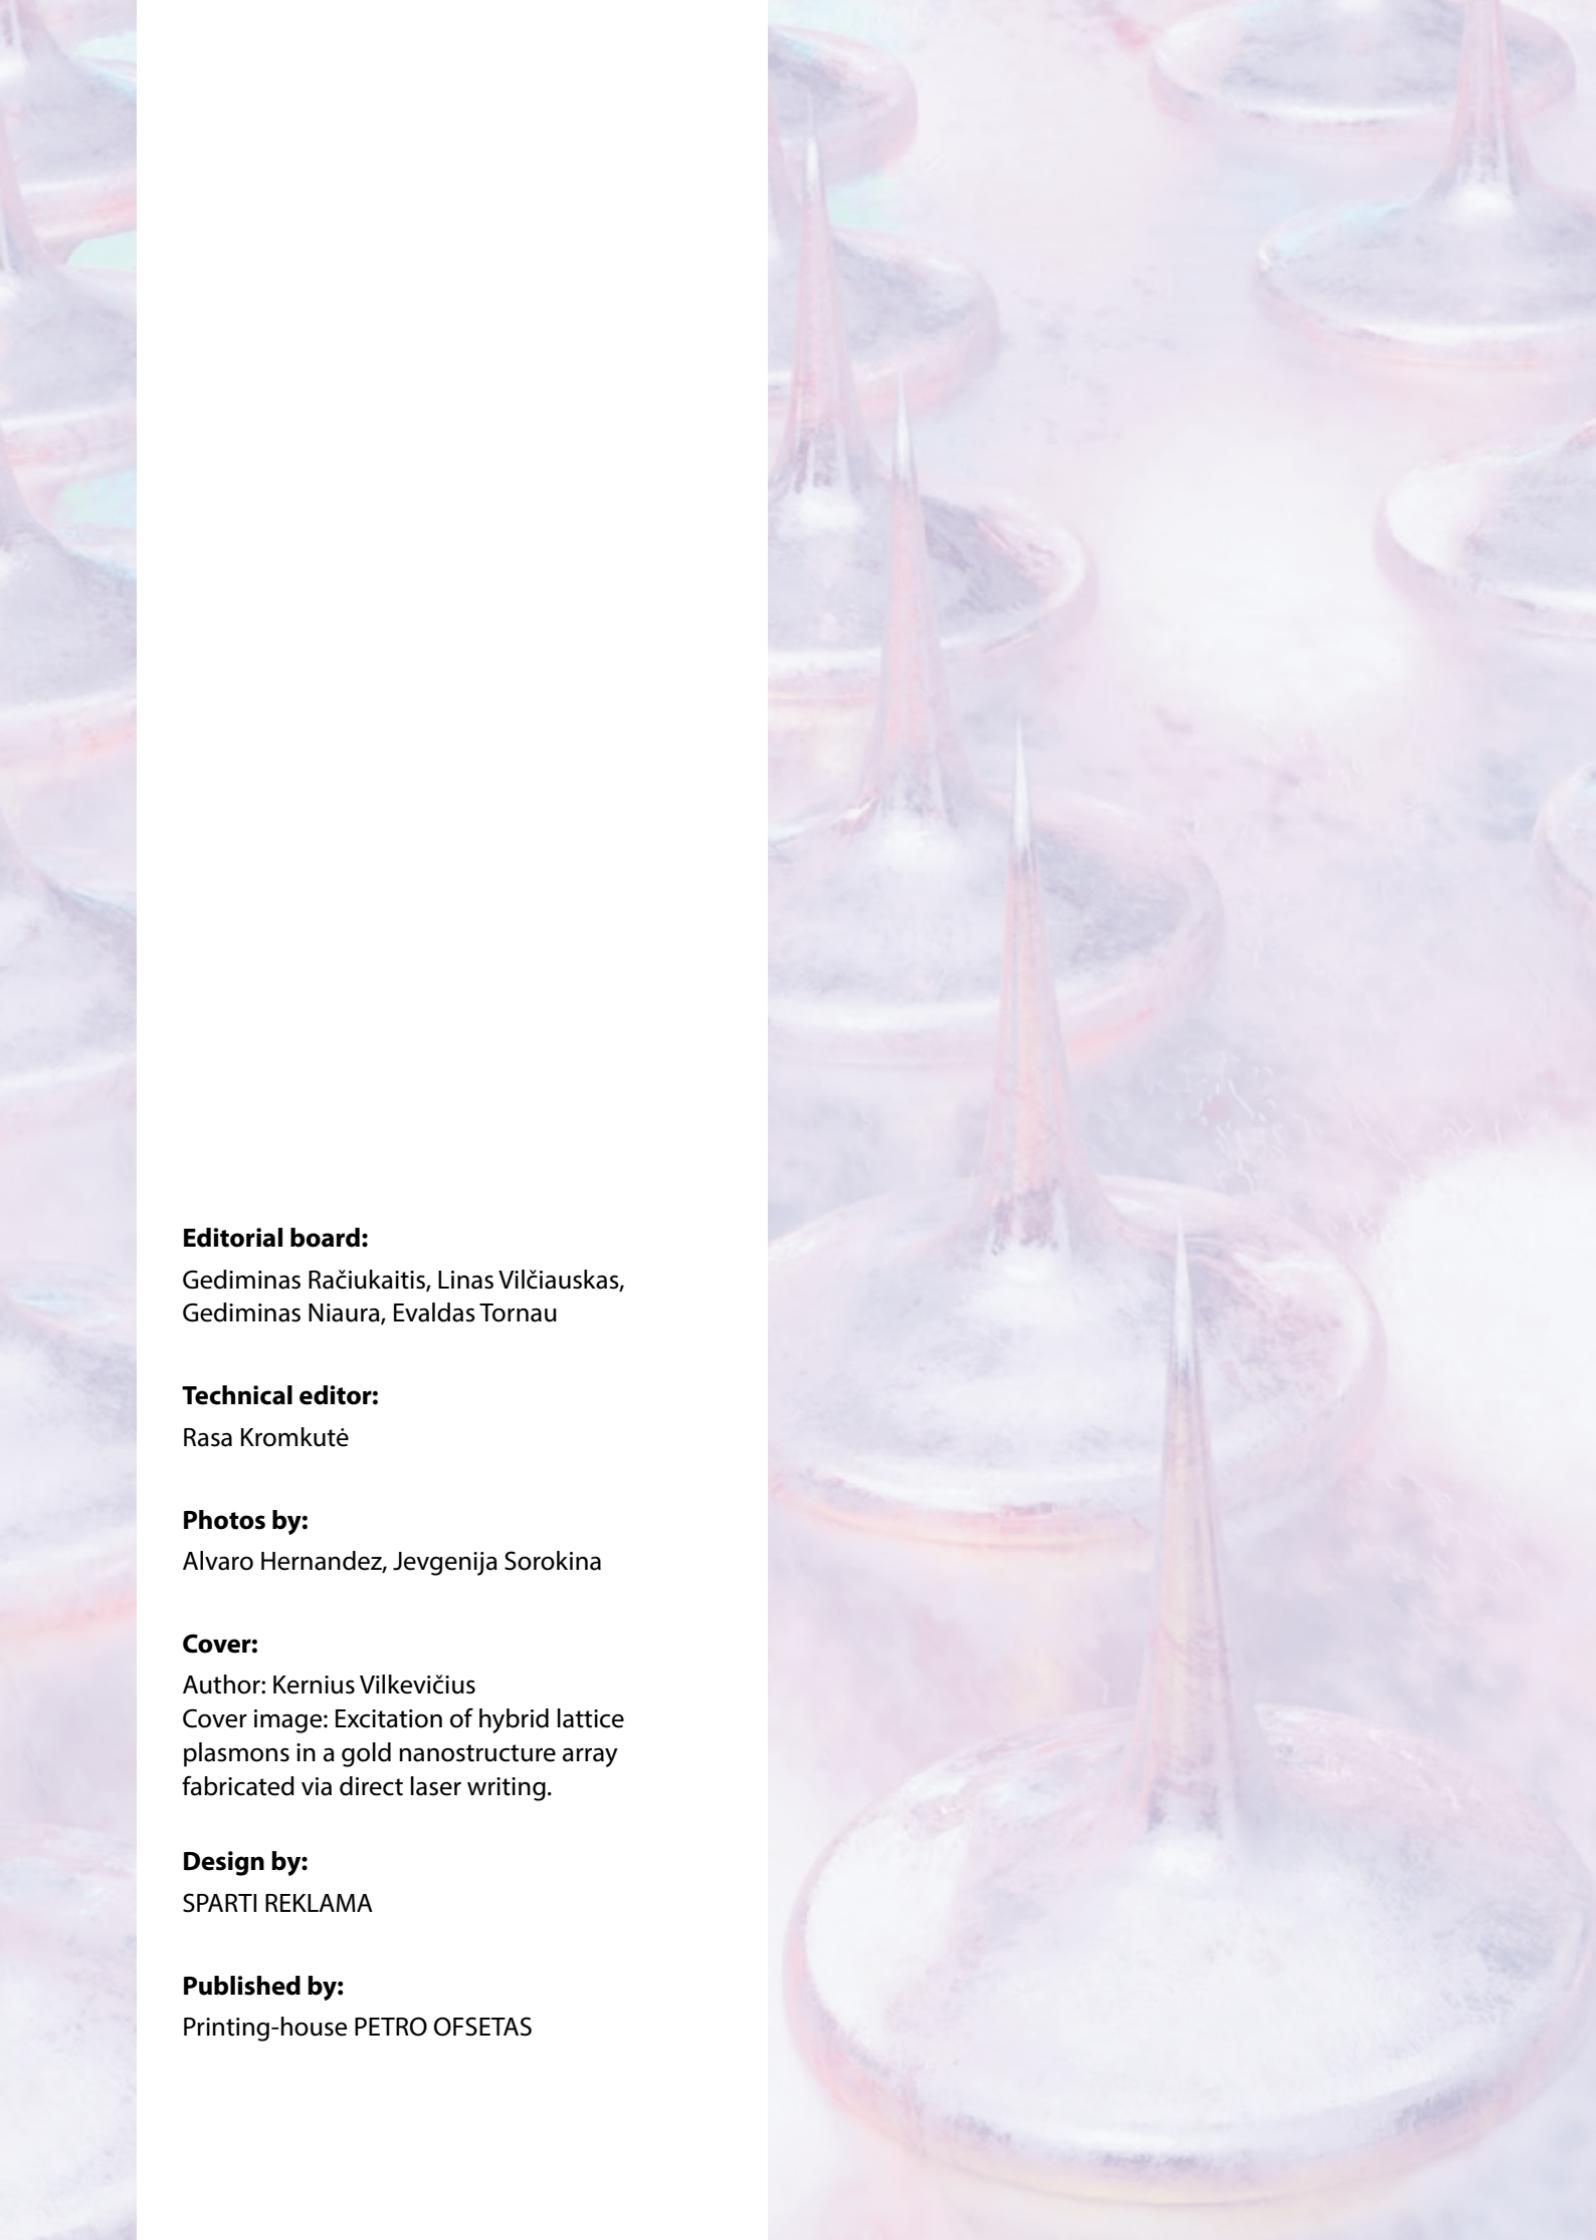 Editorial board:
Gediminas Račiukaitis, Linas Vilčiauskas,
Gediminas Niaura, Evaldas Tornau
Technical editor:
Rasa Kromkutė
Photos by:
Alvaro Hernandez, Jevgenija Sorokina
Cover:
Author: Kernius Vilkevičius
Cover image: Excitation of hybrid lattice
plasmons in a gold nanostructure array
fabricated via direct laser writing.
Design by:
SPARTI REKLAMA
Published by:
Printing-house PETRO OFSETAS